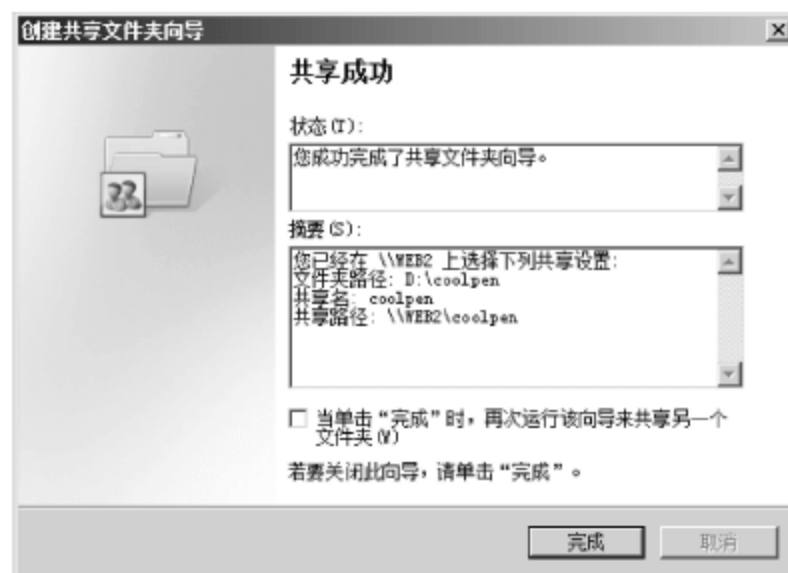 创建共享文件夹向导
共享成功
状态(T):
您成功完成了共享文件夹向导。
摘要(S):
您已经在 \\WEB2 上选择下列共享设置:
文件夹路径: D:\coolpen
共享名: coolpen
共享路径: \\WEB2\coolpen
当单击“完成”时，再次运行该向导来共享另一个
文件夹(W)
若要关闭此向导，请单击“完成”。
完成
取消